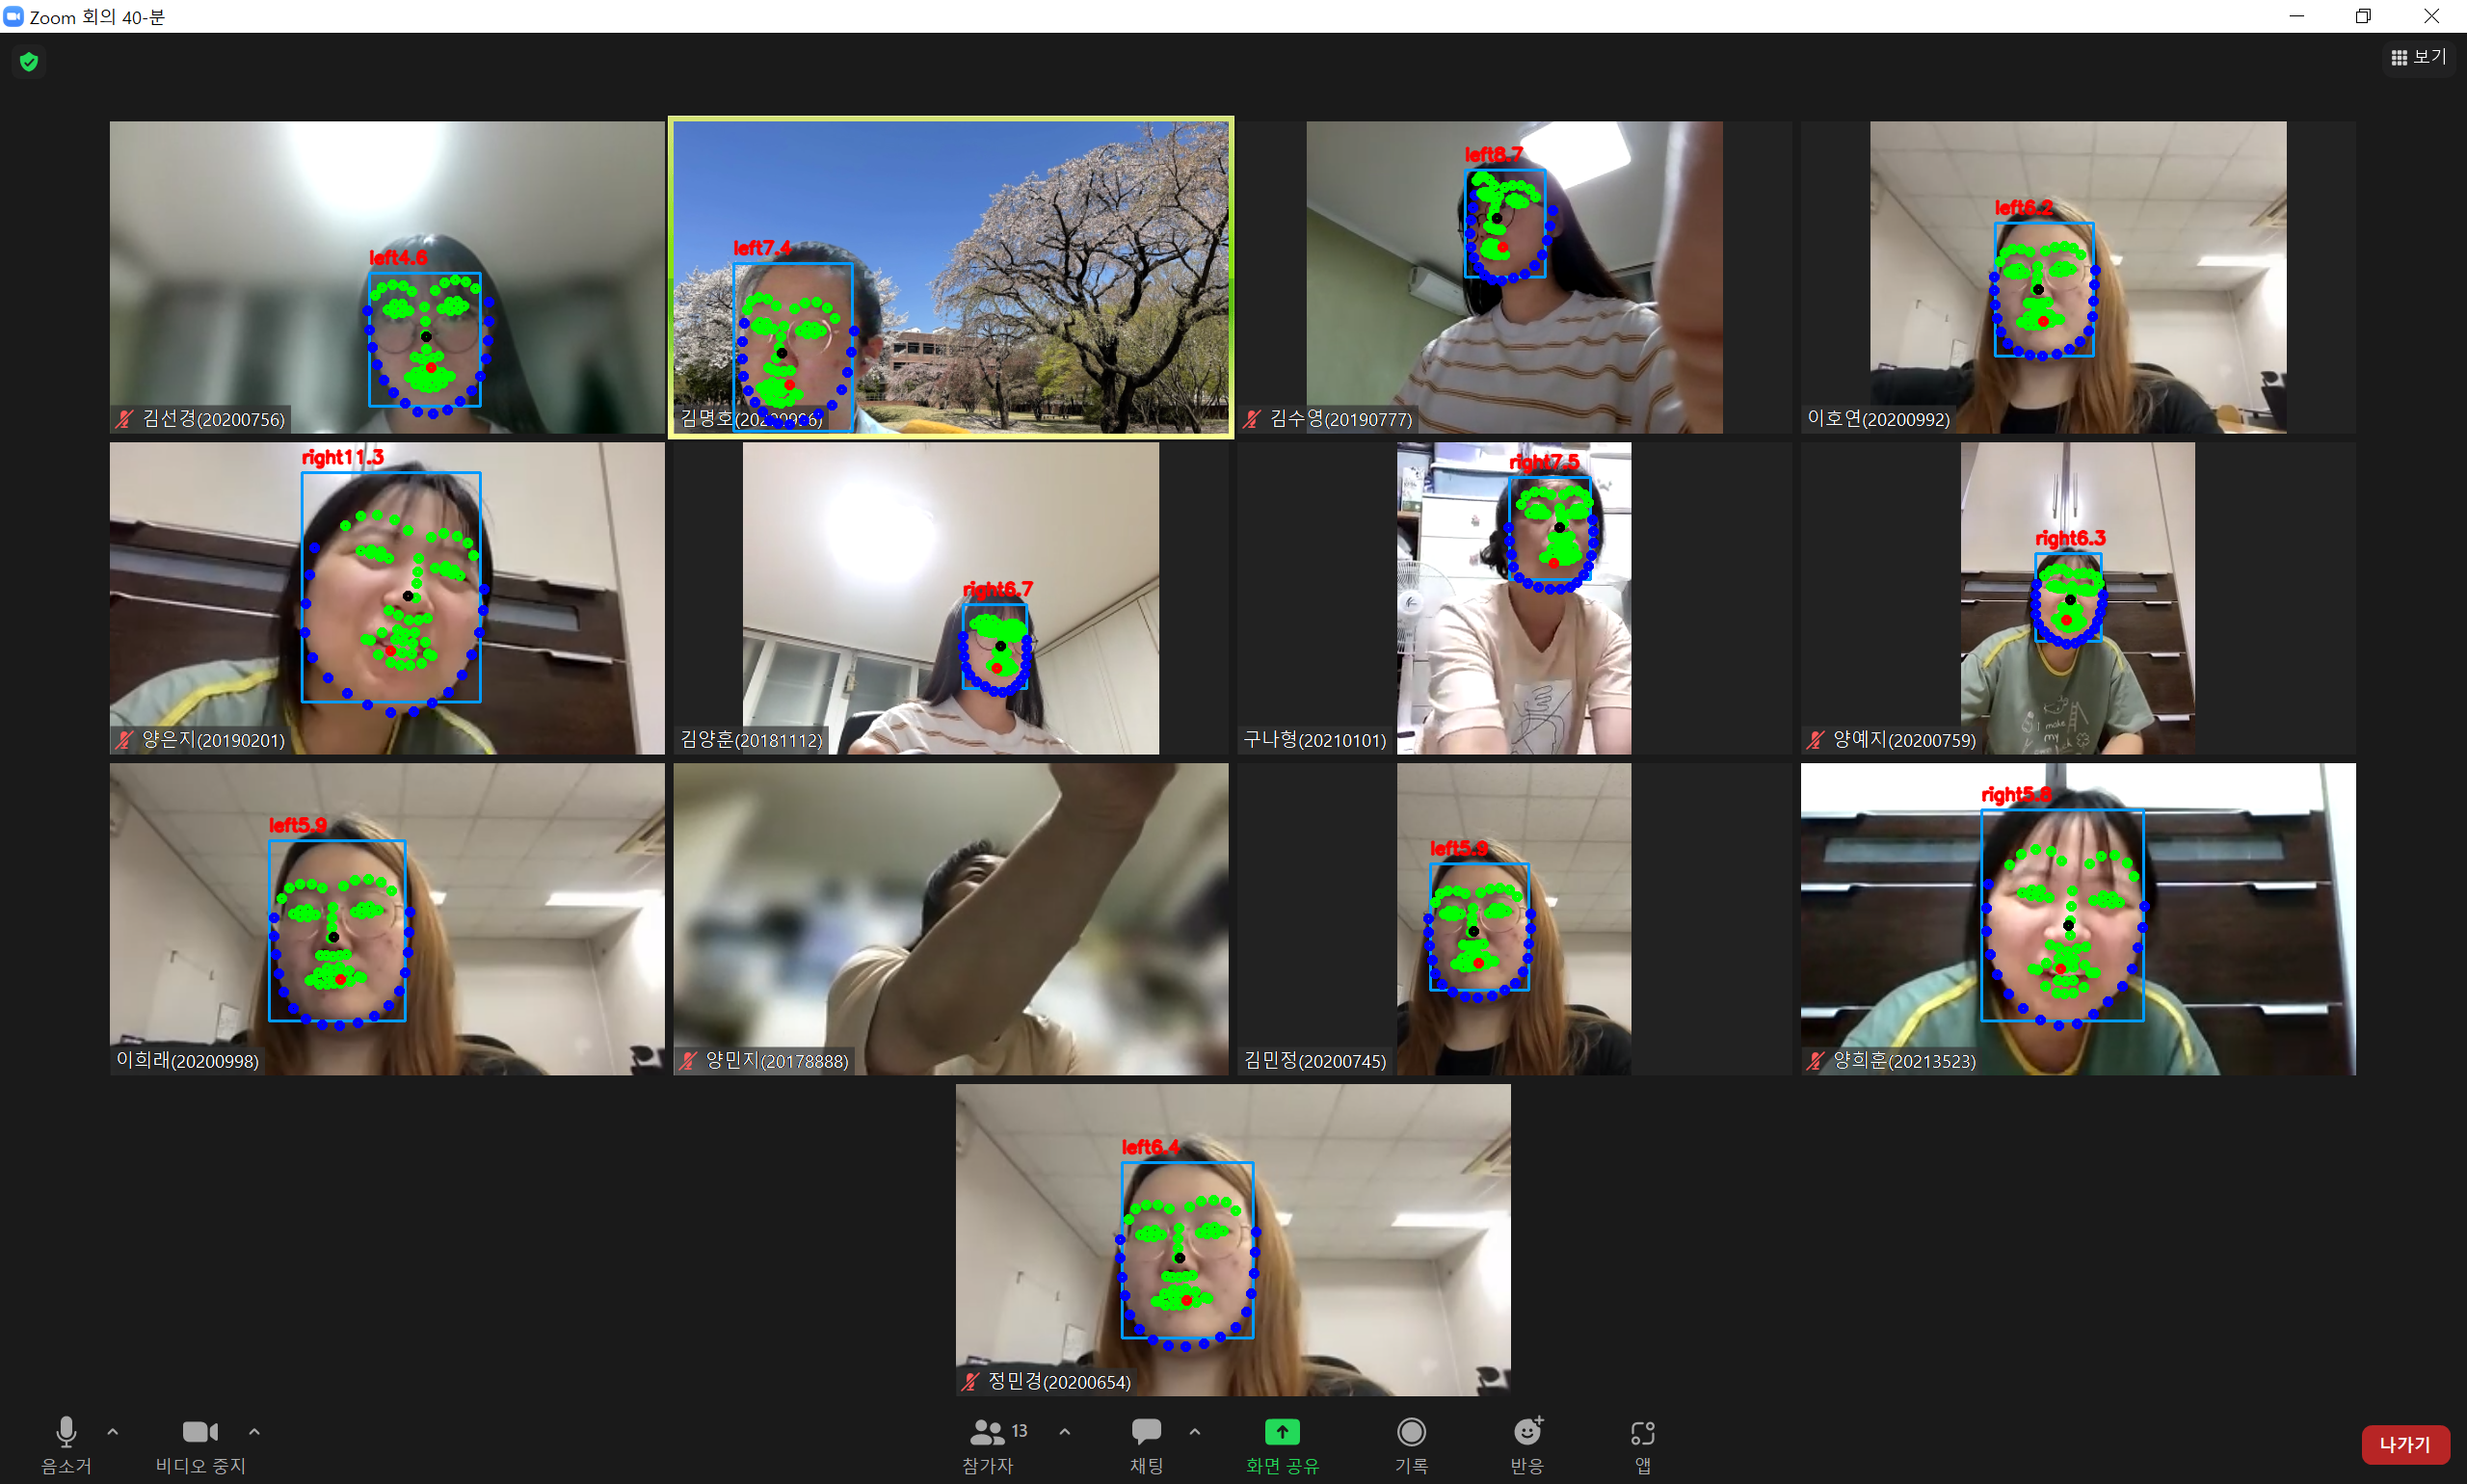 Zoom 회의 40-분
보기
left4.6
left7.4
left8.7
left6.2
김선경(20200756)
김명호
김수영(20190777)
이호연(20200992)
right11.3
right6.7
right7.5
right6.3
양은지(20190201)
김양훈(20181112)
구나형(20210101)
양예지(20200759)
I make
my
own
left5.9
left5.9
right5.8
이희래(20200998)
양민지(20178888)
김민정(20200745)
양희훈(20213523)
left6.4
정민경(20200654)
음소거
비디오 중지
참가자 13
채팅
화면 공유
기록
반응
앱
나가기